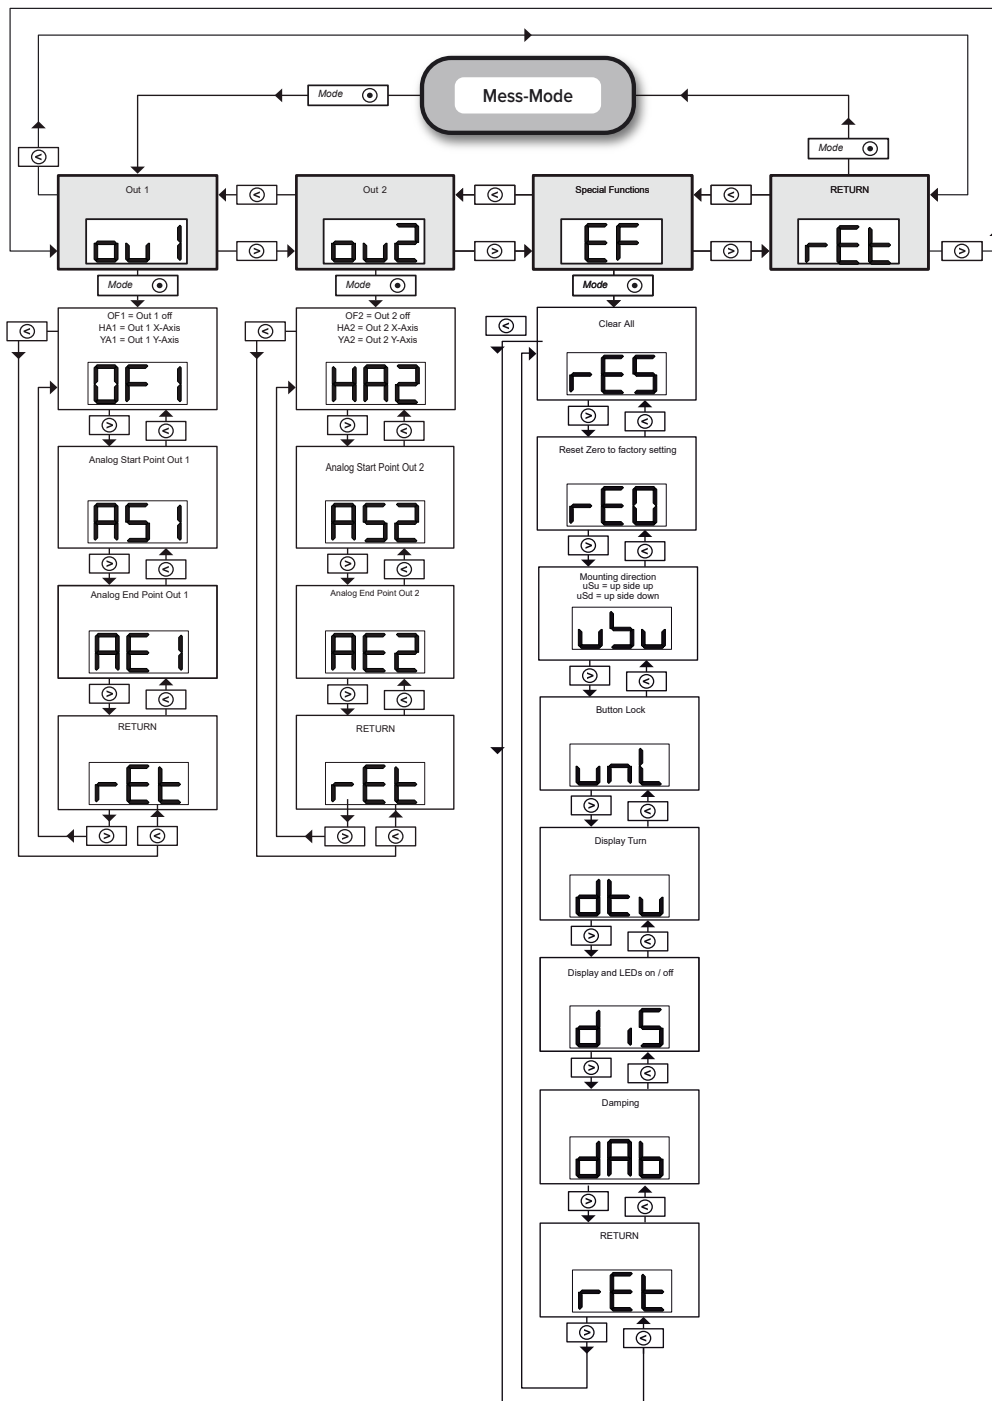 Mess-Mode
Mode
Mode
<
Out 1
ou1
<
>
Out 2
ou2
<
>
Special Functions
EF
<
>
RETURN
rEt
>
Mode
Mode
Mode
<
OF1 = Out 1 off
HA1 = Out 1 X-Axis
YA1 = Out 1 Y-Axis
OF1
>
<
Analog Start Point Out 1
AS1
>
<
Analog End Point Out 1
AE1
>
<
RETURN
rEt
>
<
<
OF2 = Out 2 off
HA2 = Out 2 X-Axis
YA2 = Out 2 Y-Axis
HA2
>
<
Analog Start Point Out 2
AS2
>
<
Analog End Point Out 2
AE2
>
<
RETURN
rEt
>
<
<
Clear All
rES
>
<
Reset Zero to factory setting
rE0
>
<
Mounting direction
uSu = up side up
uSd = up side down
uSu
>
<
Button Lock
unL
>
<
Display Turn
dtu
>
<
Display and LEDs on / off
diS
>
<
Damping
dAb
>
<
RETURN
rEt
>
<